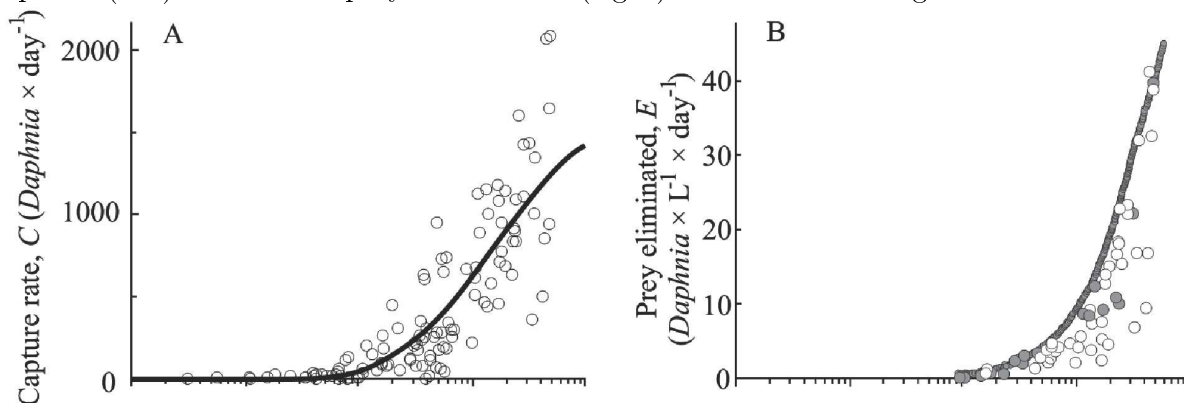 A
Capture rate, C (Daphnia × day-1)
2000
1000
0
B
Prey eliminated, E
(Daphnia × L-1 × day-1)
40
30
20
10
0